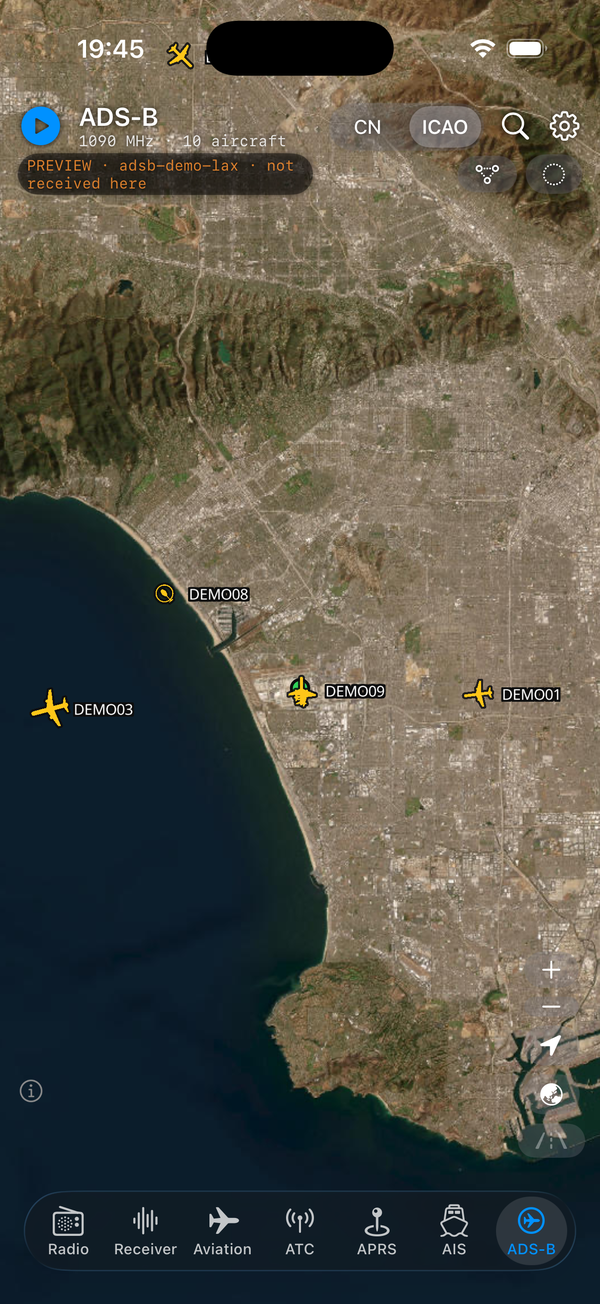 19:45
ADS-B
1090 MHz · 10 aircraft
CN
ICAO
PREVIEW · adsb-demo-lax · not
received here
DEMO08
DEMO09
DEMO01
DEMO03
Radio
Receiver
Aviation
ATC
APRS
AIS
ADS-B